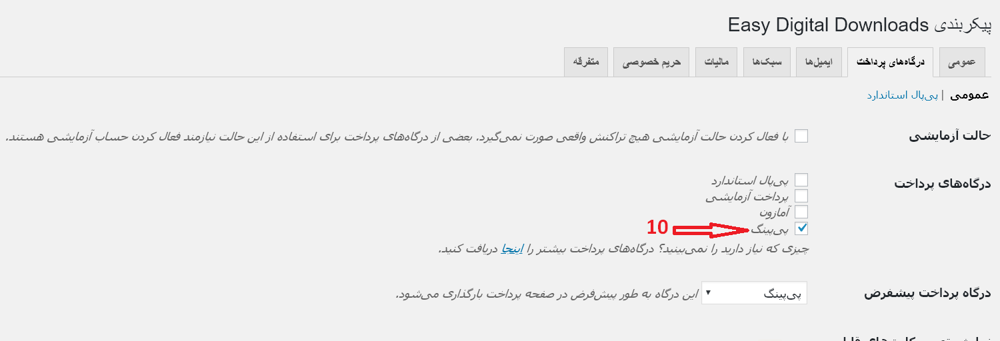 پیکربندی Easy Digital Downloads
عمومی درگاه‌های پرداخت ایمیل‌ها سبک‌ها مالیات حریم خصوصی متفرقه
عمومی | پی‌پال استاندارد
حالت آزمایشی با فعال کردن حالت آزمایشی هیچ تراکنش واقعی صورت نمی‌گیرد. بعضی از درگاه‌های پرداخت برای استفاده از این حالت نیازمند فعال کردن حساب آزمایشی هستند.
درگاه‌های پرداخت پی‌پال استاندارد
پرداخت آزمایشی
آمازون
پی‌پینگ 10
چیزی که نیاز دارید را نمی‌بینید؟ درگاه‌های پرداخت بیشتر را اینجا دریافت کنید.
درگاه پرداخت پیشفرض پی‌پینگ این درگاه به طور پیش‌فرض در صفحه پرداخت بارگذاری می‌شود.